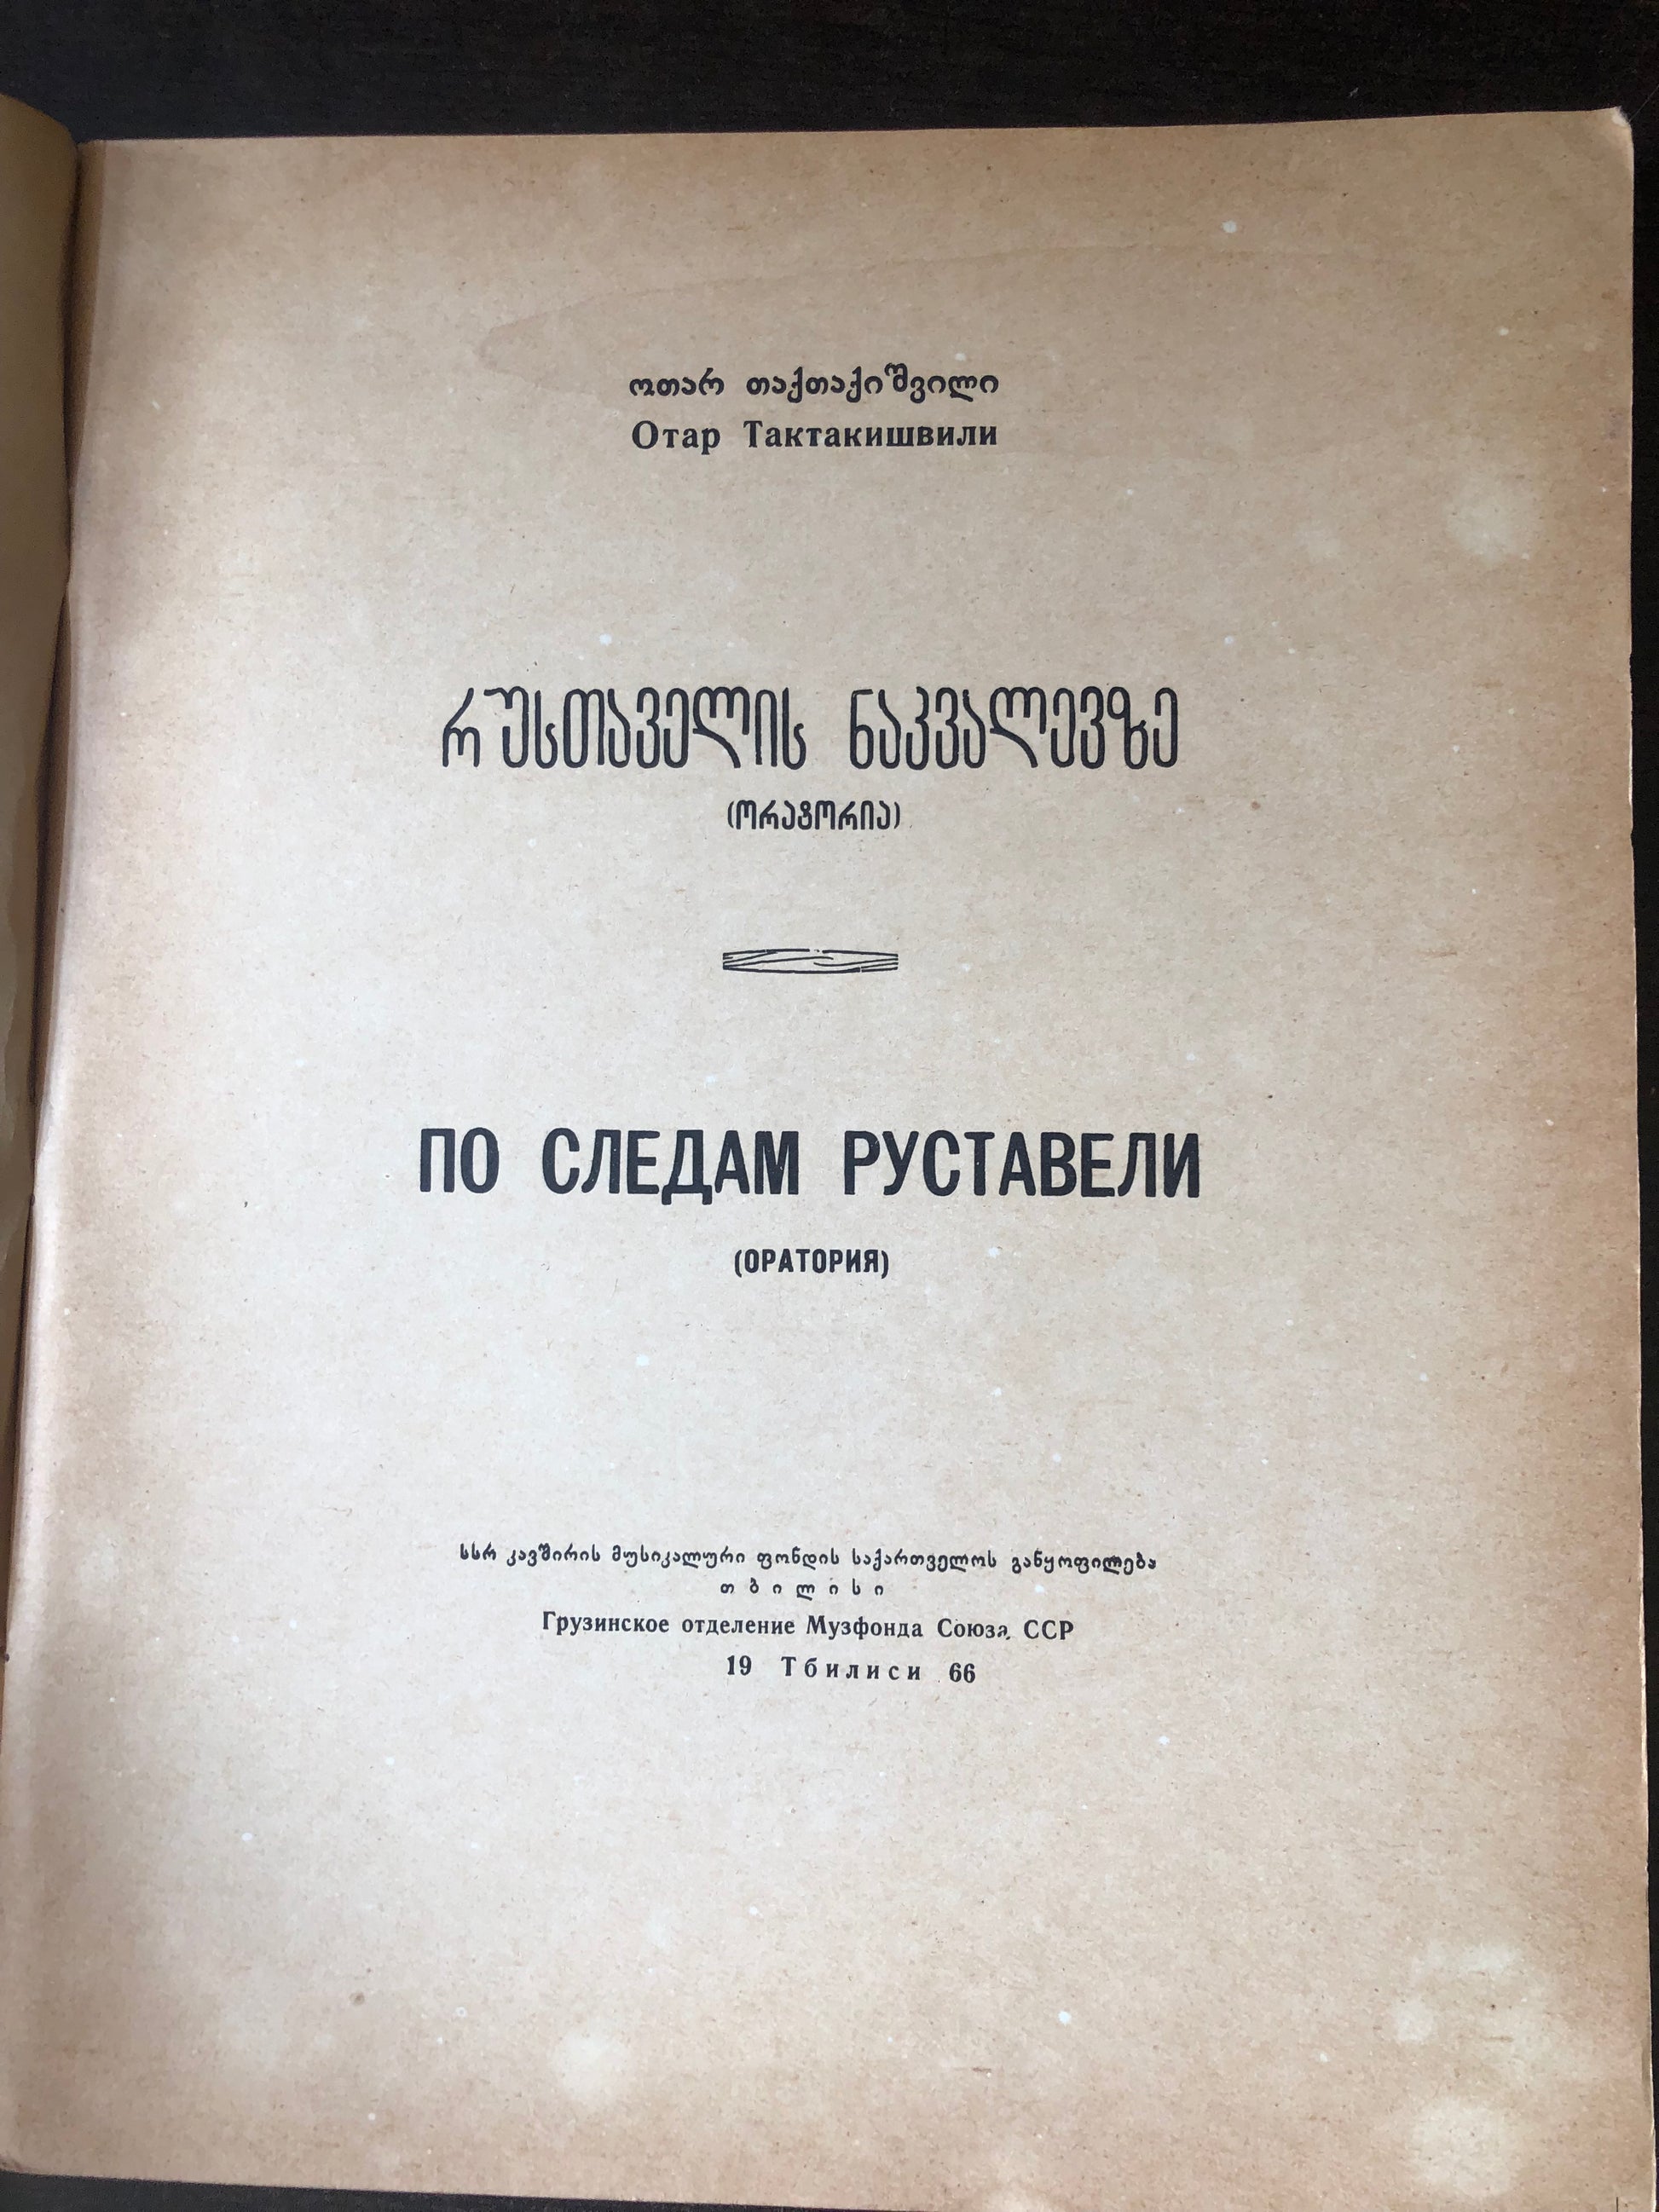 ოთარ თაქთაქიშვილი
Отар Тактакишвили
რუსთაველის ნაკვალევზე
(ორატორია)
ПО СЛЕДАМ РУСТАВЕЛИ
(ОРАТОРИЯ)
სსრ კავშირის მუსიკალური ფონდის საქართველოს განყოფილება
თბილისი
Грузинское отделение Музфонда Союза ССР
19 Тбилиси 66